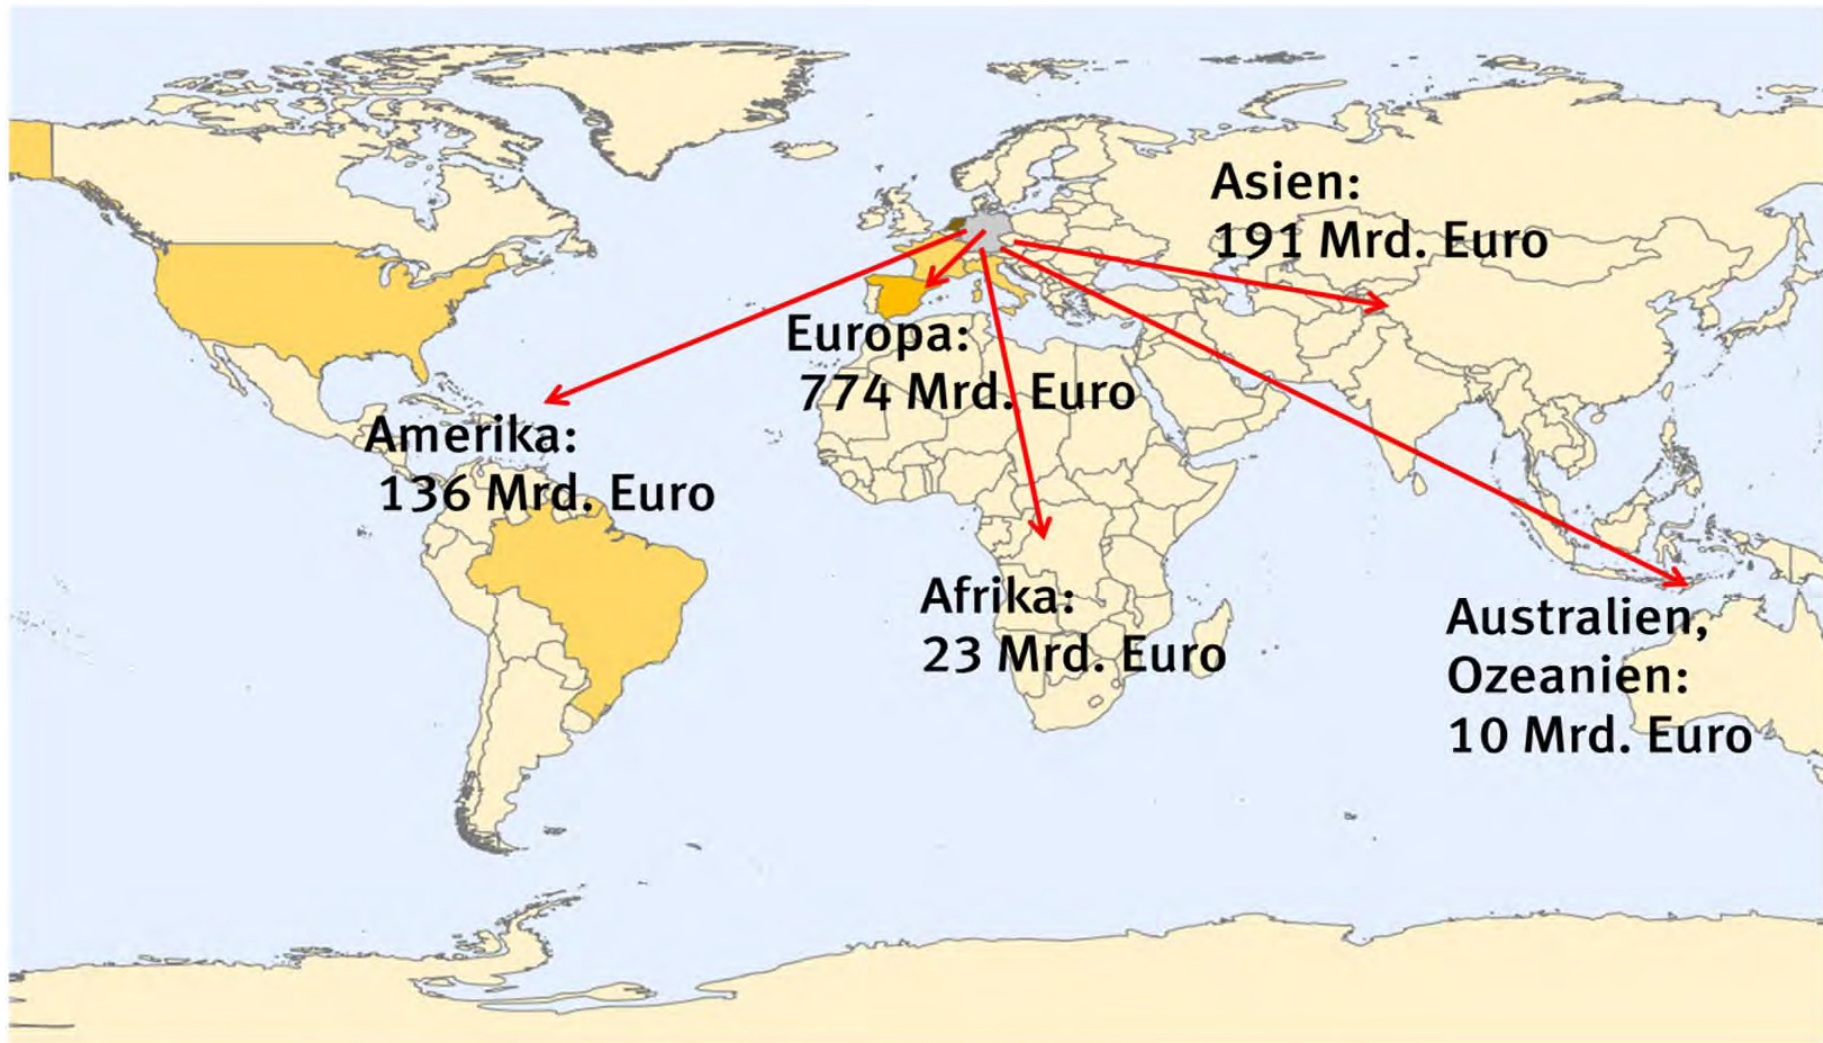 Asien:
191 Mrd. Euro
Europa:
774 Mrd. Euro
Amerika:
136 Mrd. Euro
Afrika:
23 Mrd. Euro
Australien,
Ozeanien:
10 Mrd. Euro